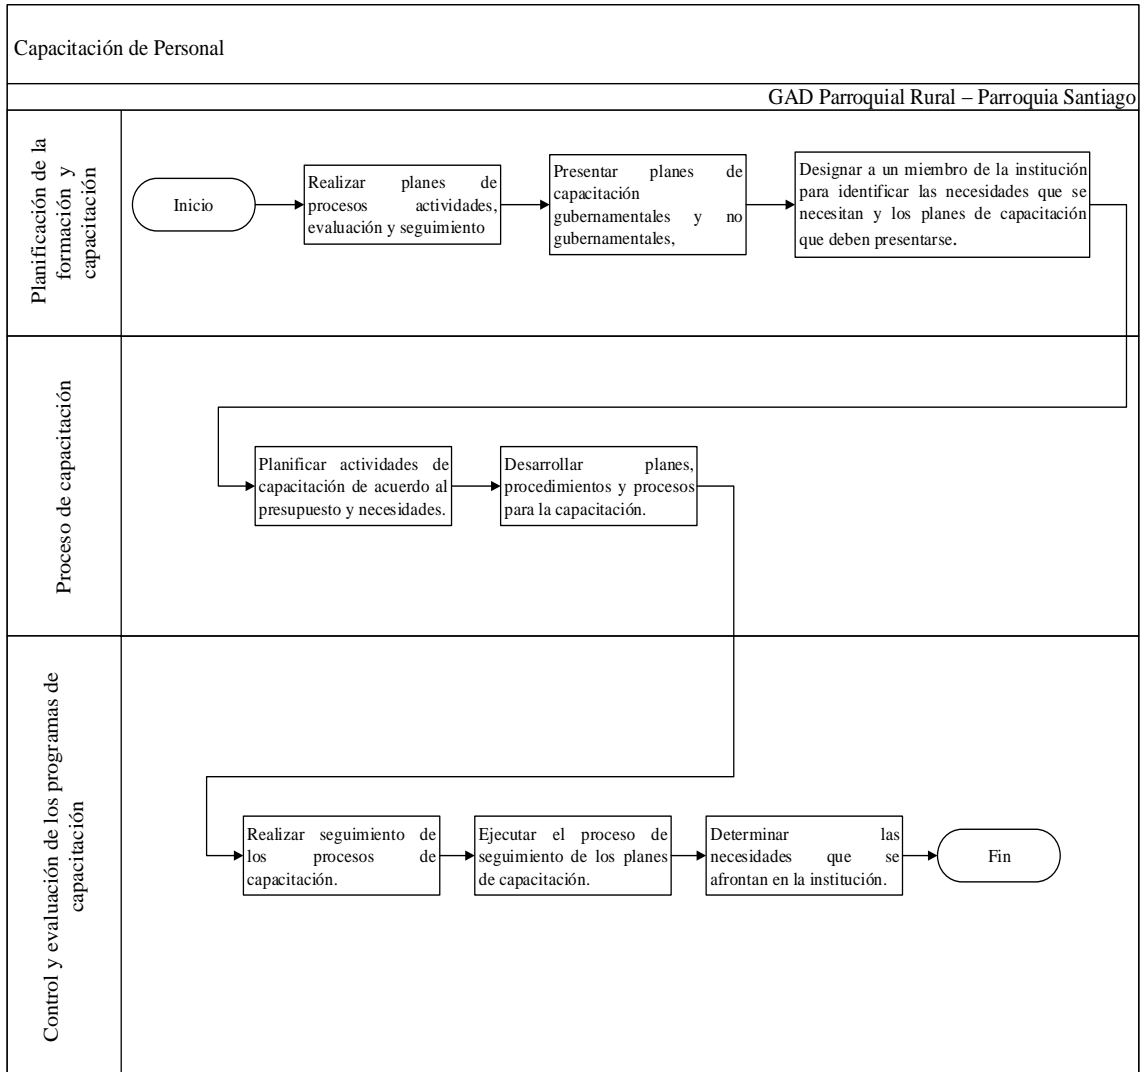 Capacitación de Personal
GAD Parroquial Rural – Parroquia Santiago
Planificación de la
formación y
capacitación
Inicio
Realizar planes de
procesos actividades,
evaluación y seguimiento
Presentar planes de
capacitación
gubernamentales y no
gubernamentales,
Designar a un miembro de la institución
para identificar las necesidades que se
necesitan y los planes de capacitación
que deben presentarse.
Proceso de capacitación
Planificar actividades de
capacitación de acuerdo al
presupuesto y necesidades.
Desarrollar planes,
procedimientos y procesos
para la capacitación.
Control y evaluación de los programas de
capacitación
Realizar seguimiento de
los procesos de
capacitación.
Ejecutar el proceso de
seguimiento de los planes
de capacitación.
Determinar las
necesidades que se
afrontan en la institución.
Fin